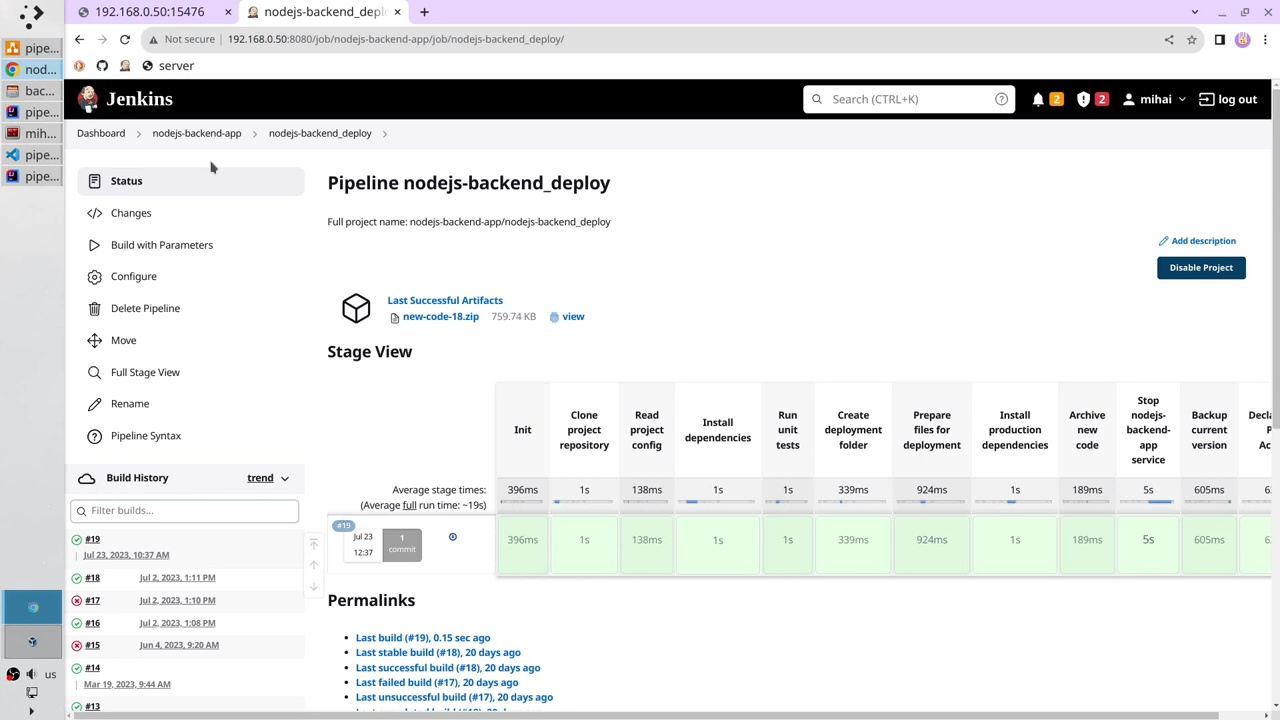 192.168.0.50:15476
nodejs-backend_depl
pipe...
nod...
bac...
pipe...
mih...
pipe...
pipe...
us
Not secure
192.168.0.50:8080/job/nodejs-backend-app/job/nodejs-backend_deploy/
server
Jenkins
Search (CTRL+K)
2
2
mihai
log out
Dashboard
nodejs-backend-app
nodejs-backend_deploy
Status
Changes
Build with Parameters
Configure
Delete Pipeline
Move
Full Stage View
Rename
Pipeline Syntax
Build History
trend
Filter builds...
#19
Jul 23, 2023, 10:37 AM
#18 Jul 2, 2023, 1:11 PM
#17 Jul 2, 2023, 1:10 PM
#16 Jul 2, 2023, 1:08 PM
#15 Jun 4, 2023, 9:20 AM
#14
Mar 19, 2023, 9:44 AM
#13
Pipeline nodejs-backend_deploy
Full project name: nodejs-backend-app/nodejs-backend_deploy
Add description
Disable Project
Last Successful Artifacts
new-code-18.zip 759.74 KB view
Stage View
Init
Clone project repository
Read project config
Install dependencies
Run unit tests
Create deployment folder
Prepare files for deployment
Install production dependencies
Archive new code
Stop nodejs-backend-app service
Backup current version
Average stage times:
(Average full run time: ~19s)
396ms 1s 138ms 1s 1s 339ms 924ms 1s 189ms 5s 605ms
#19
Jul 23
12:37
1
commit
396ms 1s 138ms 1s 1s 339ms 924ms 1s 189ms 5s 605ms
Permalinks
Last build (#19), 0.15 sec ago
Last stable build (#18), 20 days ago
Last successful build (#18), 20 days ago
Last failed build (#17), 20 days ago
Last unsuccessful build (#17), 20 days ago